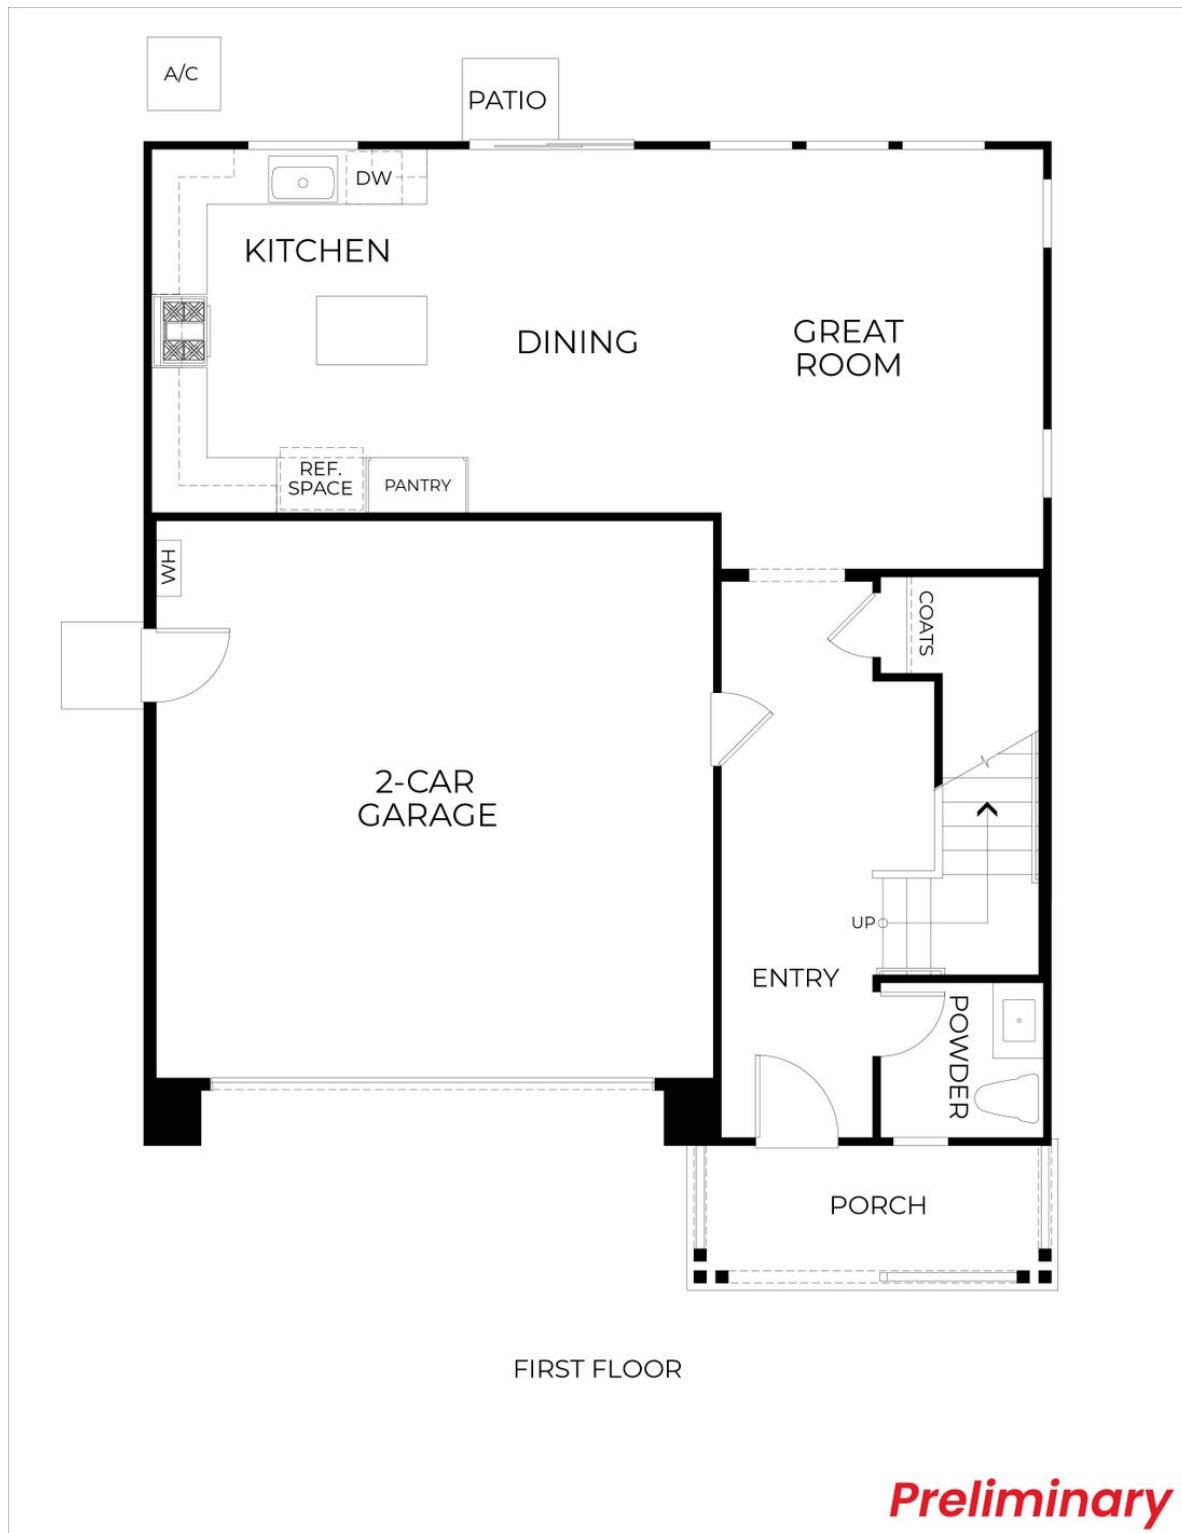 A/C
PATIO
DW
KITCHEN
DINING
GREAT
ROOM
REF.
SPACE
PANTRY
WH
COATS
2-CAR
GARAGE
UP
ENTRY
POWDER
PORCH
FIRST FLOOR
Preliminary